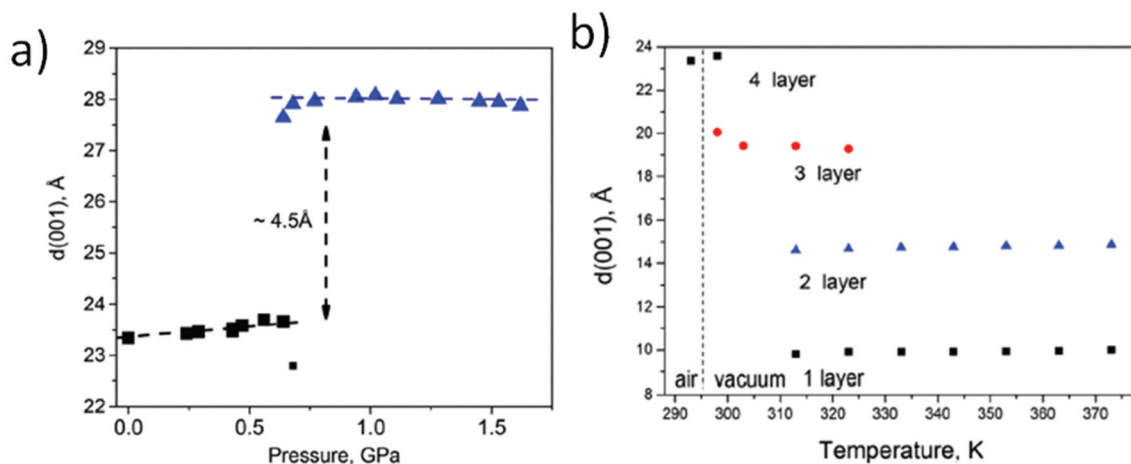 a)
29
28
27
26
25
24
23
22
d(001), Å
~ 4.5Å
0.0 0.5 1.0 1.5
Pressure, GPa
b)
24
22
20
18
16
14
12
10
8
d(001), Å
4 layer
3 layer
2 layer
air vacuum 1 layer
290 300 310 320 330 340 350 360 370
Temperature, K